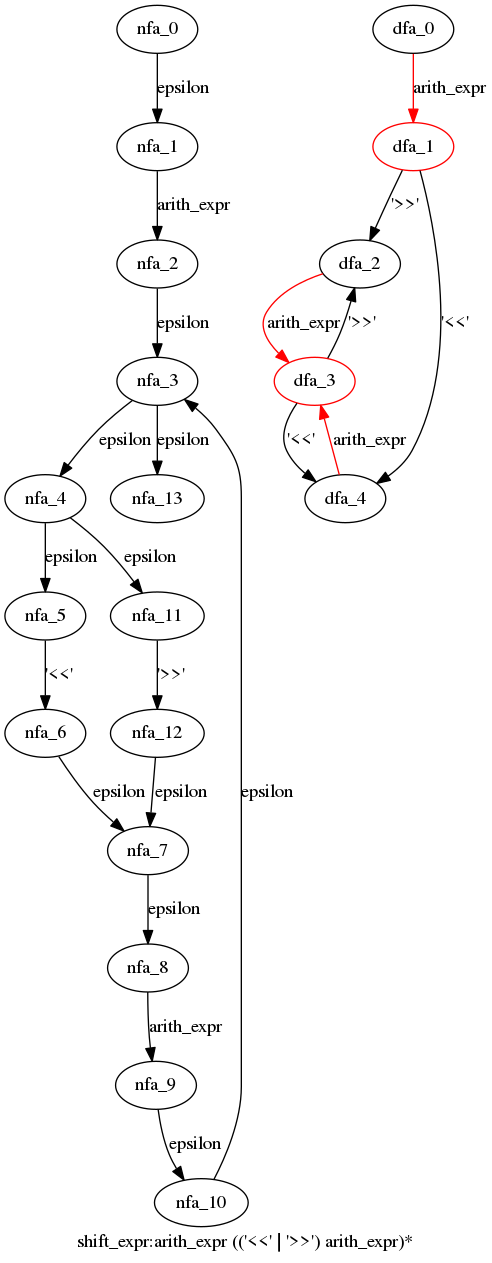 nfa_0
dfa_0
epsilon
arith_expr
nfa_1
dfa_1
arith_expr
'>>'
nfa_2
dfa_2
epsilon
arith_expr
'>>'
'<<'
nfa_3
dfa_3
epsilon
epsilon
'<<'
arith_expr
nfa_4
nfa_13
dfa_4
epsilon
epsilon
nfa_5
nfa_11
'<<'
'>>'
nfa_6
nfa_12
epsilon
epsilon
epsilon
nfa_7
epsilon
nfa_8
arith_expr
nfa_9
epsilon
nfa_10
shift_expr:arith_expr (('<<' | '>>') arith_expr)*